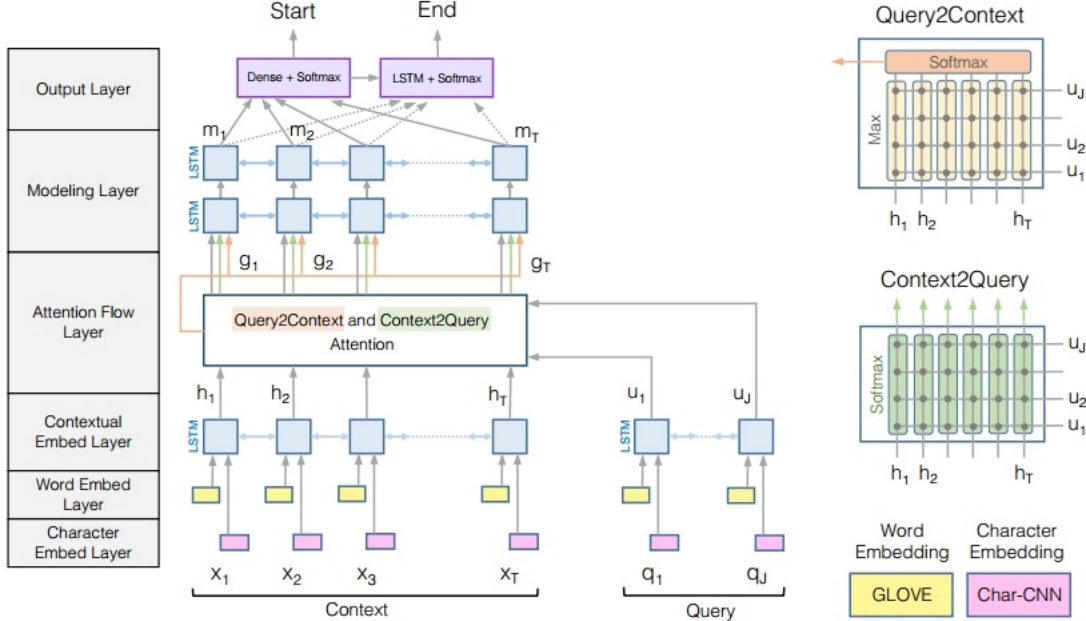 Start
End
Output Layer
Dense + Softmax
LSTM + Softmax
Modeling Layer
m1
m2
mT
LSTM
LSTM
g1
g2
gT
Attention Flow
Layer
Query2Context and Context2Query
Attention
h1
h2
hT
u1
uJ
Contextual
Embed Layer
LSTM
LSTM
Word Embed
Layer
Character
Embed Layer
x1
x2
x3
xT
q1
qJ
Context
Query
Query2Context
Softmax
Max
uJ
u2
u1
h1
h2
hT
Context2Query
Softmax
uJ
u2
u1
h1
h2
hT
Word
Embedding
GLOVE
Character
Embedding
Char-CNN